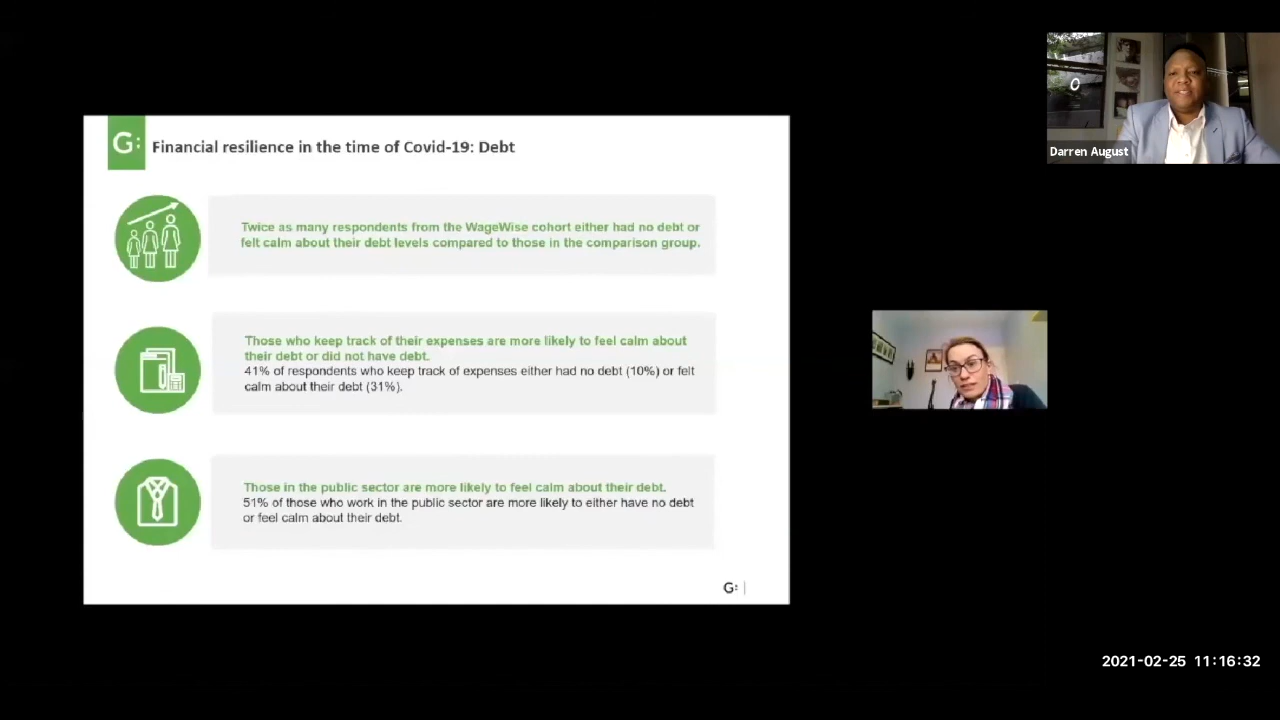 G:
Financial resilience in the time of Covid-19: Debt
Twice as many respondents from the WageWise cohort either had no debt or
felt calm about their debt levels compared to those in the comparison group.
Those who keep track of their expenses are more likely to feel calm about
their debt or did not have debt.
41% of respondents who keep track of expenses either had no debt (10%) or felt
calm about their debt (31%).
Those in the public sector are more likely to feel calm about their debt.
51% of those who work in the public sector are more likely to either have no debt
or feel calm about their debt.
G: |
Darren August
2021-02-25 11:16:32